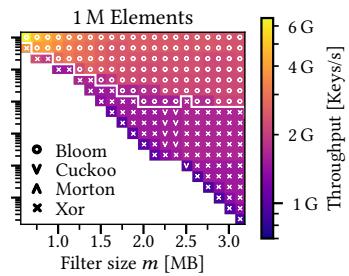 1 M Elements
Bloom
Cuckoo
Morton
Xor
1.0 1.5 2.0 2.5 3.0
Filter size m [MB]
6 G
4 G
2 G
1 G
Throughput [Keys/s]